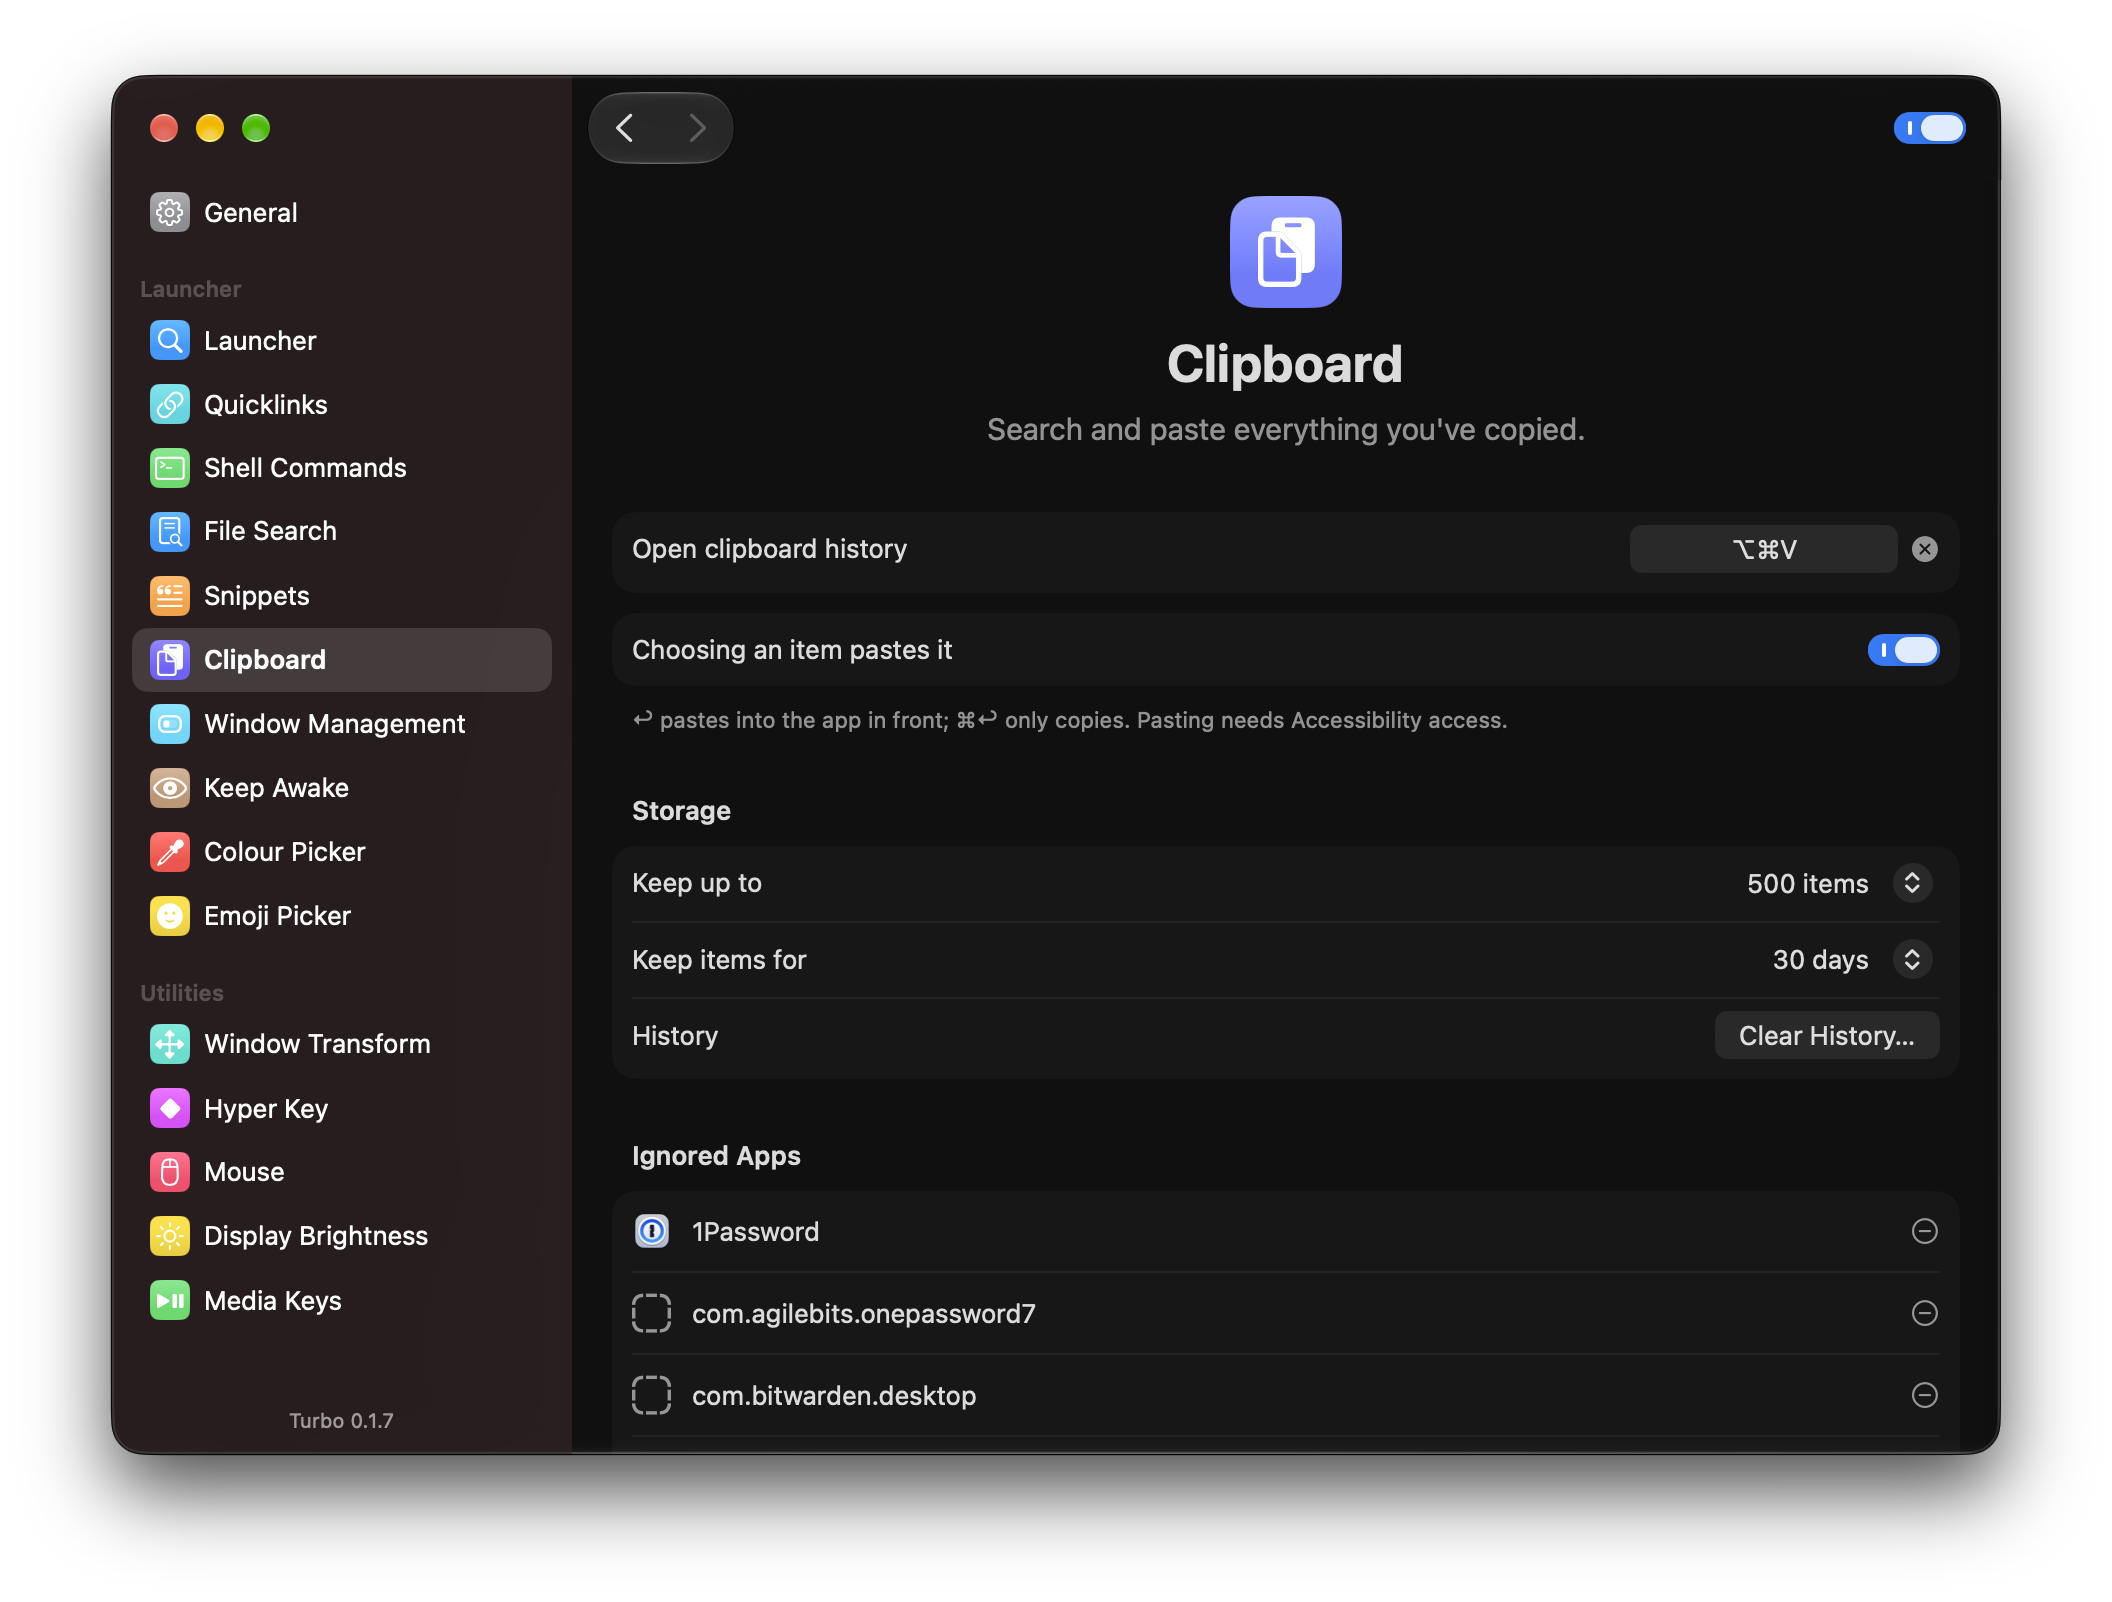 General
Launcher
Launcher
Quicklinks
Shell Commands
File Search
Snippets
Clipboard
Window Management
Keep Awake
Colour Picker
Emoji Picker
Utilities
Window Transform
Hyper Key
Mouse
Display Brightness
Media Keys
Turbo 0.1.7
Clipboard
Search and paste everything you've copied.
Open clipboard history ⌥⌘V
Choosing an item pastes it
↩ pastes into the app in front; ⌘↩ only copies. Pasting needs Accessibility access.
Storage
Keep up to 500 items
Keep items for 30 days
History Clear History...
Ignored Apps
1Password
com.agilebits.onepassword7
com.bitwarden.desktop